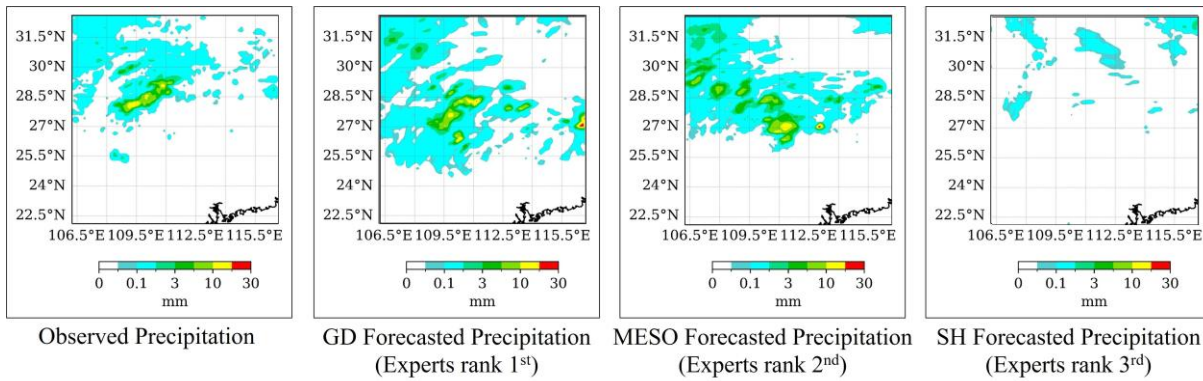 31.5°N
30°N
28.5°N
27°N
25.5°N
24°N
22.5°N
106.5°E 109.5°E 112.5°E 115.5°E
0 0.1 3 10 30
mm
Observed Precipitation
31.5°N
30°N
28.5°N
27°N
25.5°N
24°N
22.5°N
106.5°E 109.5°E 112.5°E 115.5°E
0 0.1 3 10 30
mm
GD Forecasted Precipitation
(Experts rank 1st)
31.5°N
30°N
28.5°N
27°N
25.5°N
24°N
22.5°N
106.5°E 109.5°E 112.5°E 115.5°E
0 0.1 3 10 30
mm
MESO Forecasted Precipitation
(Experts rank 2nd)
31.5°N
30°N
28.5°N
27°N
25.5°N
24°N
22.5°N
106.5°E 109.5°E 112.5°E 115.5°E
0 0.1 3 10 30
mm
SH Forecasted Precipitation
(Experts rank 3rd)